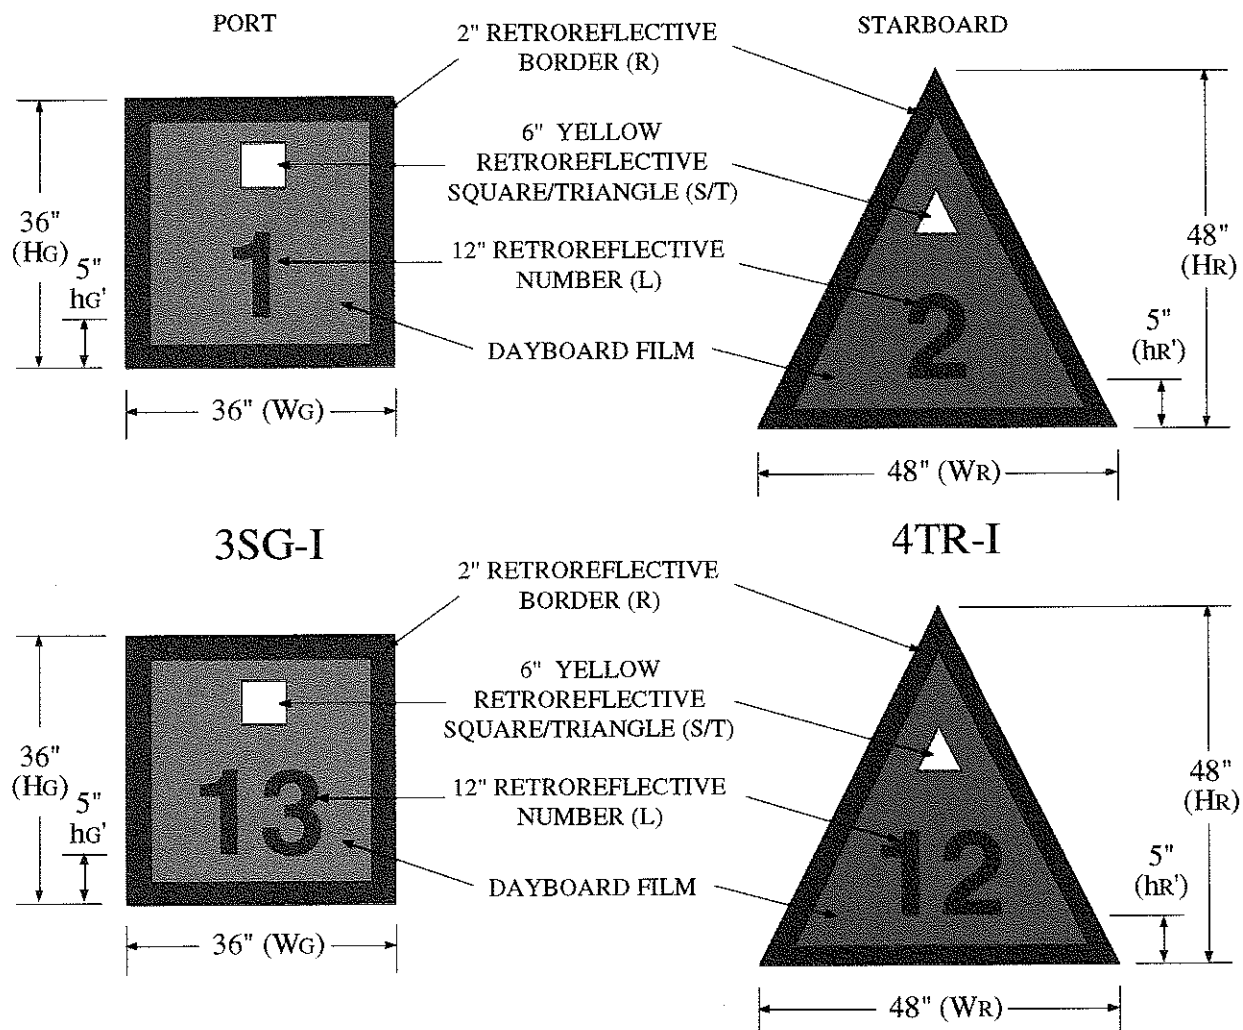 PORT
2" RETROREFLECTIVE
BORDER (R)
STARBOARD
6" YELLOW
RETROREFLECTIVE
SQUARE/TRIANGLE (S/T)
36"
(HG)
5"
hG'
1
12" RETROREFLECTIVE
NUMBER (L)
2
48"
(HR)
5"
(hR')
DAYBOARD FILM
36" (WG)
48" (WR)
3SG-I
4TR-I
2" RETROREFLECTIVE
BORDER (R)
6" YELLOW
RETROREFLECTIVE
SQUARE/TRIANGLE (S/T)
36"
(HG)
5"
hG'
13
12" RETROREFLECTIVE
NUMBER (L)
12
48"
(HR)
5"
(hR')
DAYBOARD FILM
36" (WG)
48" (WR)